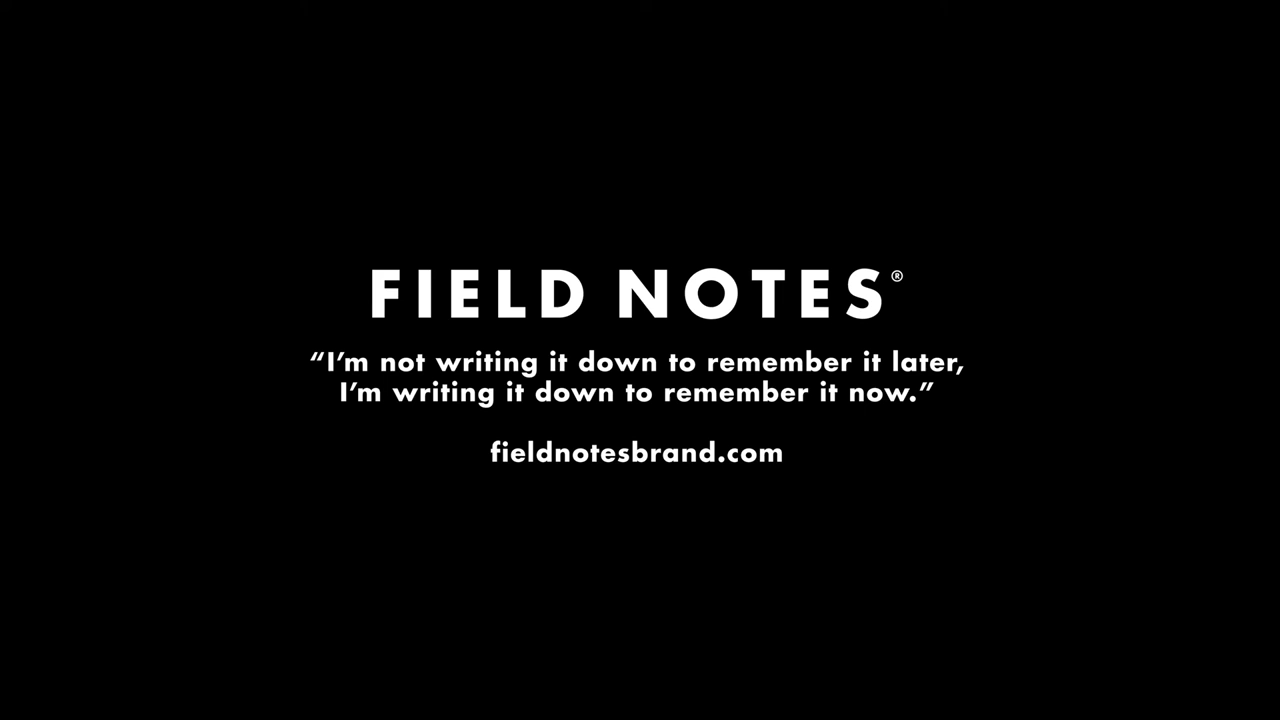 FIELD NOTES®
“I’m not writing it down to remember it later,
I’m writing it down to remember it now.”
fieldnotesbrand.com